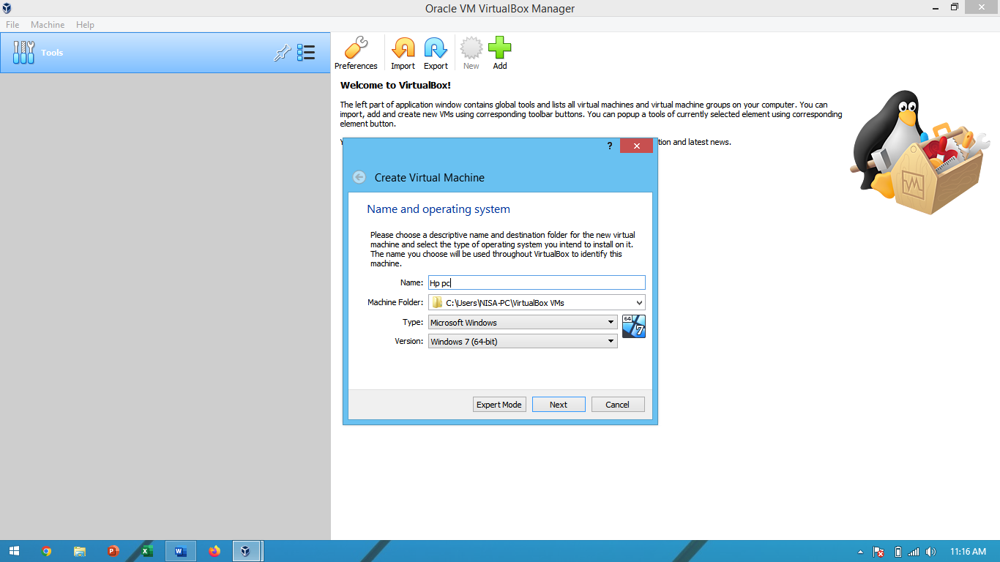 Oracle VM VirtualBox Manager
File Machine Help
Tools
Preferences Import Export New Add
Welcome to VirtualBox!
The left part of application window contains global tools and lists all virtual machines and virtual machine groups on your computer. You can
import, add and create new VMs using corresponding toolbar buttons. You can popup a tools of currently selected element using corresponding
element button.
and latest news.
?
Create Virtual Machine
Name and operating system
Please choose a descriptive name and destination folder for the new virtual
machine and select the type of operating system you intend to install on it.
The name you choose will be used throughout VirtualBox to identify this
machine.
Name: Hp pc
Machine Folder: C:\Users\NISA-PC\VirtualBox VMs
Type: Microsoft Windows
64
7
Version: Windows 7 (64-bit)
Expert Mode Next Cancel
11:16 AM